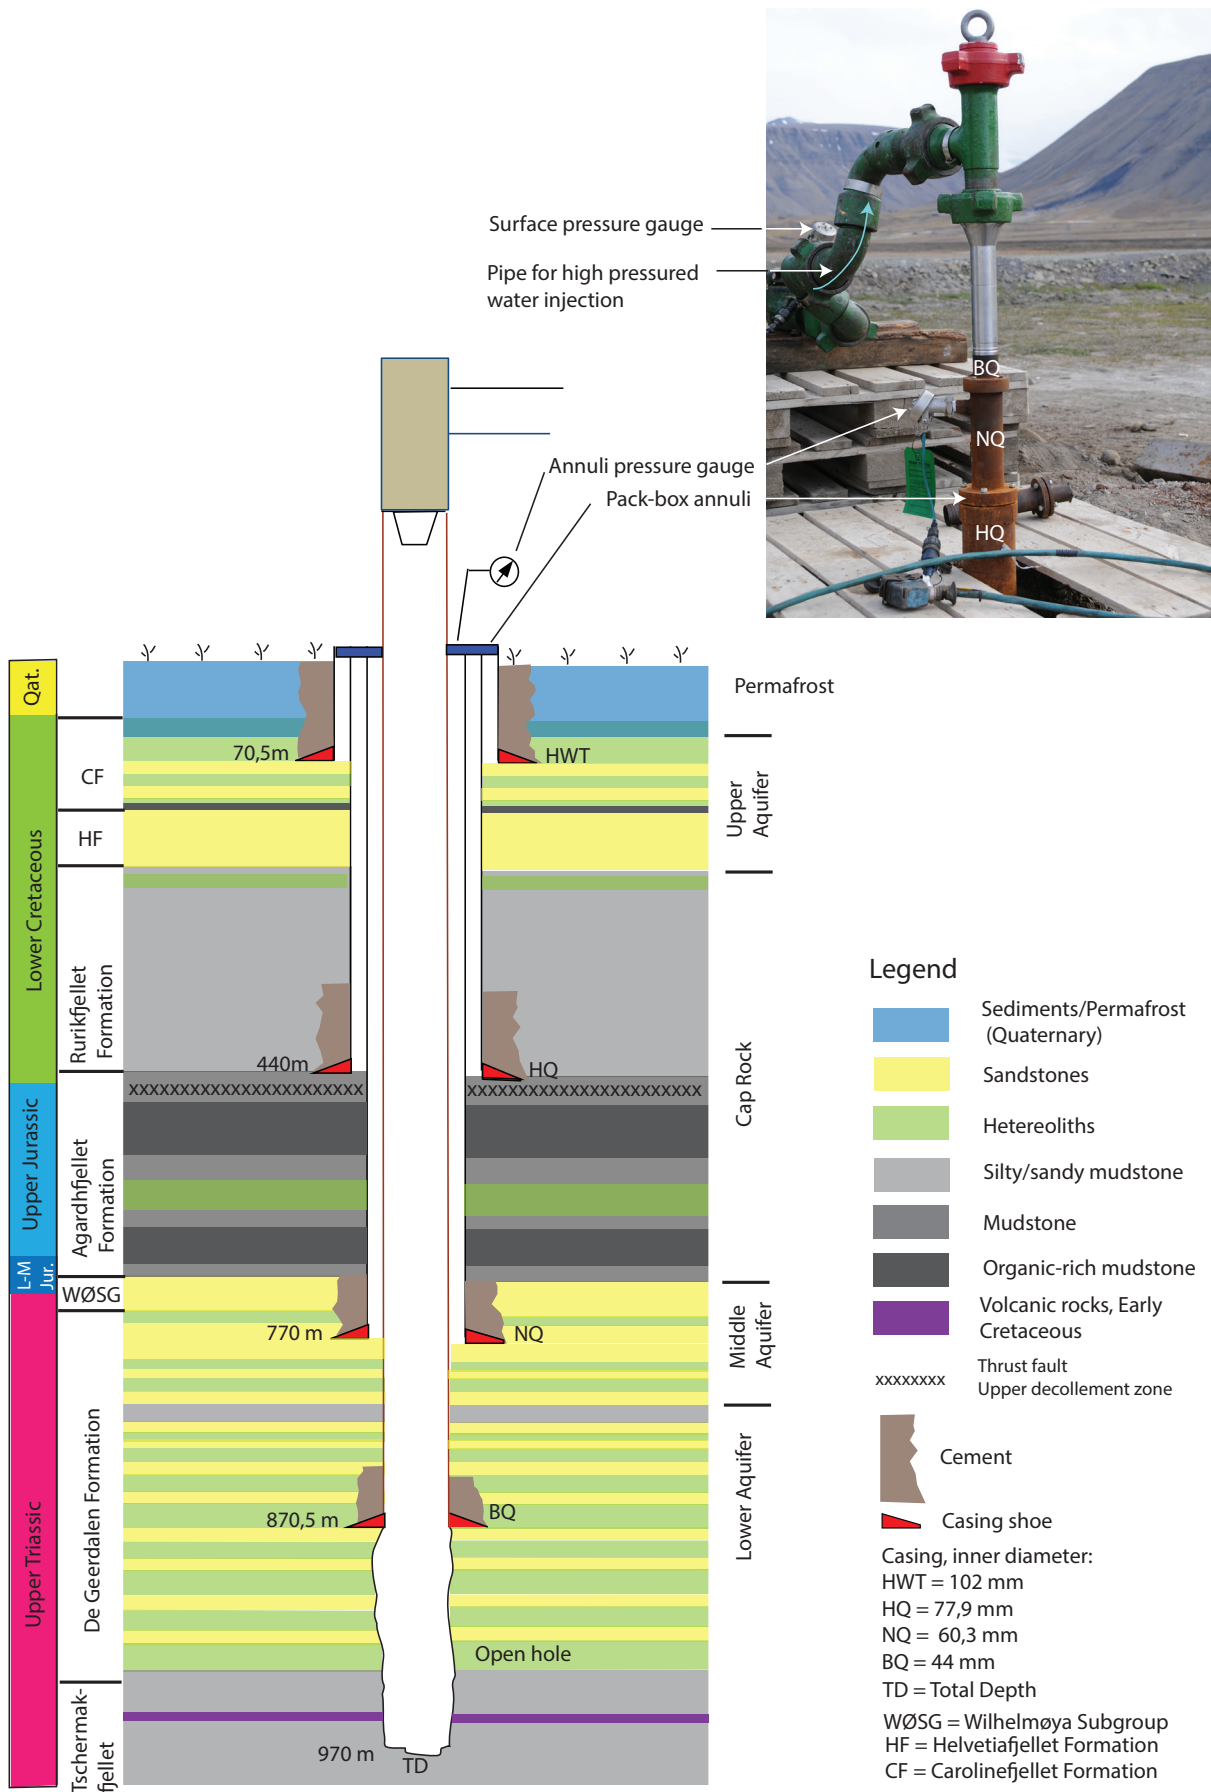 Surface pressure gauge
Pipe for high pressured
water injection
BQ
NQ
HQ
Annuli pressure gauge
Pack-box annuli
Qat.
Lower Cretaceous
Upper Jurassic
L-M
Jur.
Upper Triassic
CF
HF
Rurikfjellet
Formation
Agardhfjellet
Formation
WØSG
De Geerdalen Formation
Tschermak-
fjellet
70,5m
HWT
440m
HQ
xxxxxxxxxxxxxxxxxxxxxxx
xxxxxxxxxxxxxxxxxxxxxxx
770 m
NQ
870,5 m
BQ
Open hole
970 m
TD
Permafrost
Upper
Aquifer
Cap Rock
Middle
Aquifer
Lower Aquifer
Legend
Sediments/Permafrost
(Quaternary)
Sandstones
Hetereoliths
Silty/sandy mudstone
Mudstone
Organic-rich mudstone
Volcanic rocks, Early
Cretaceous
xxxxxxxx
Thrust fault
Upper decollement zone
Cement
Casing shoe
Casing, inner diameter:
HWT = 102 mm
HQ = 77,9 mm
NQ = 60,3 mm
BQ = 44 mm
TD = Total Depth
WØSG = Wilhelmøya Subgroup
HF = Helvetiafjellet Formation
CF = Carolinefjellet Formation